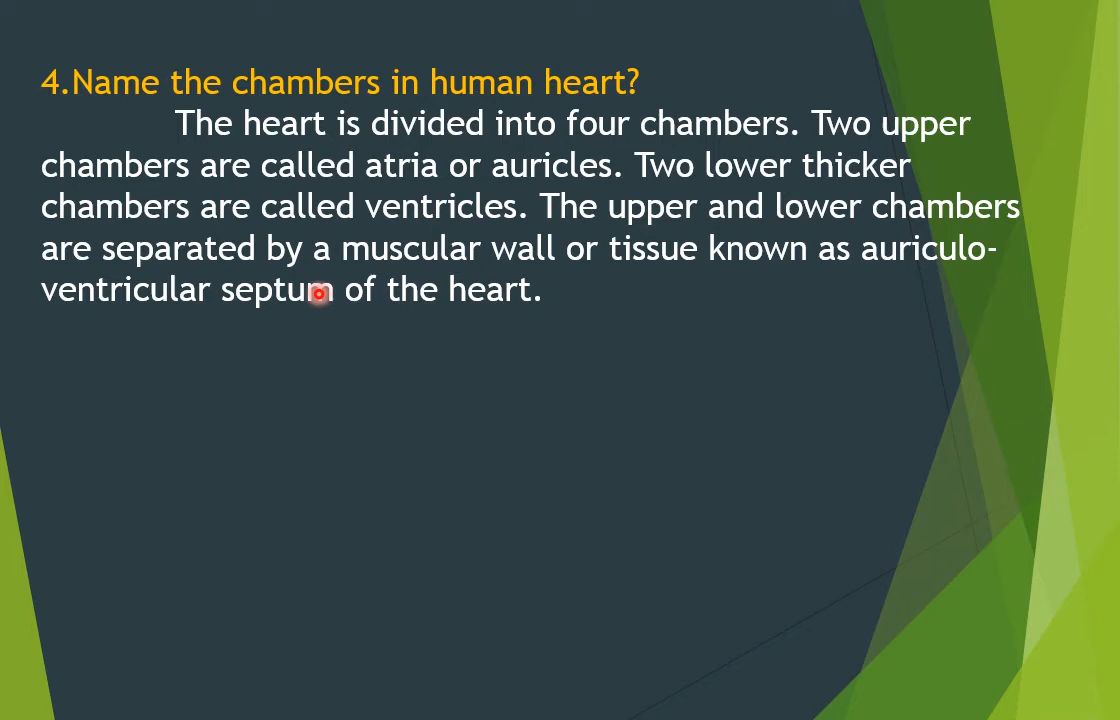 4.Name the chambers in human heart?
The heart is divided into four chambers. Two upper
chambers are called atria or auricles. Two lower thicker
chambers are called ventricles. The upper and lower chambers
are separated by a muscular wall or tissue known as auriculo-
ventricular septum of the heart.